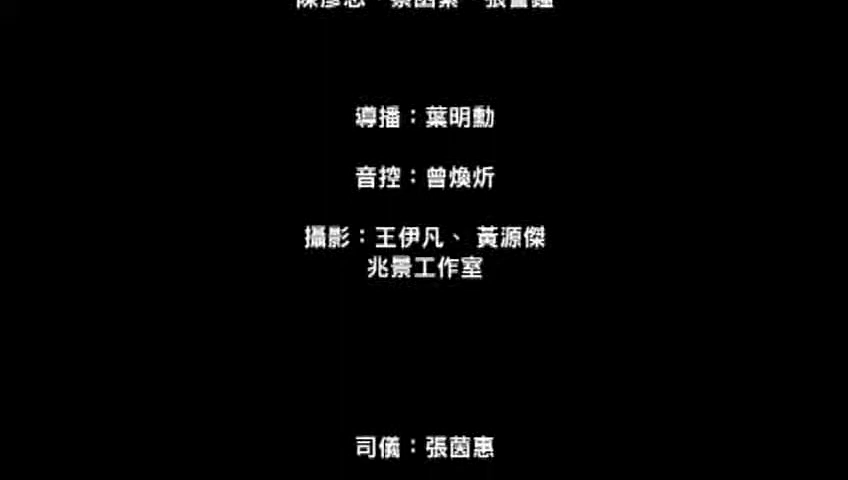 導播：葉明勳
音控：曾煥炘
攝影：王伊凡、 黃源傑
兆景工作室
司儀：張茵惠